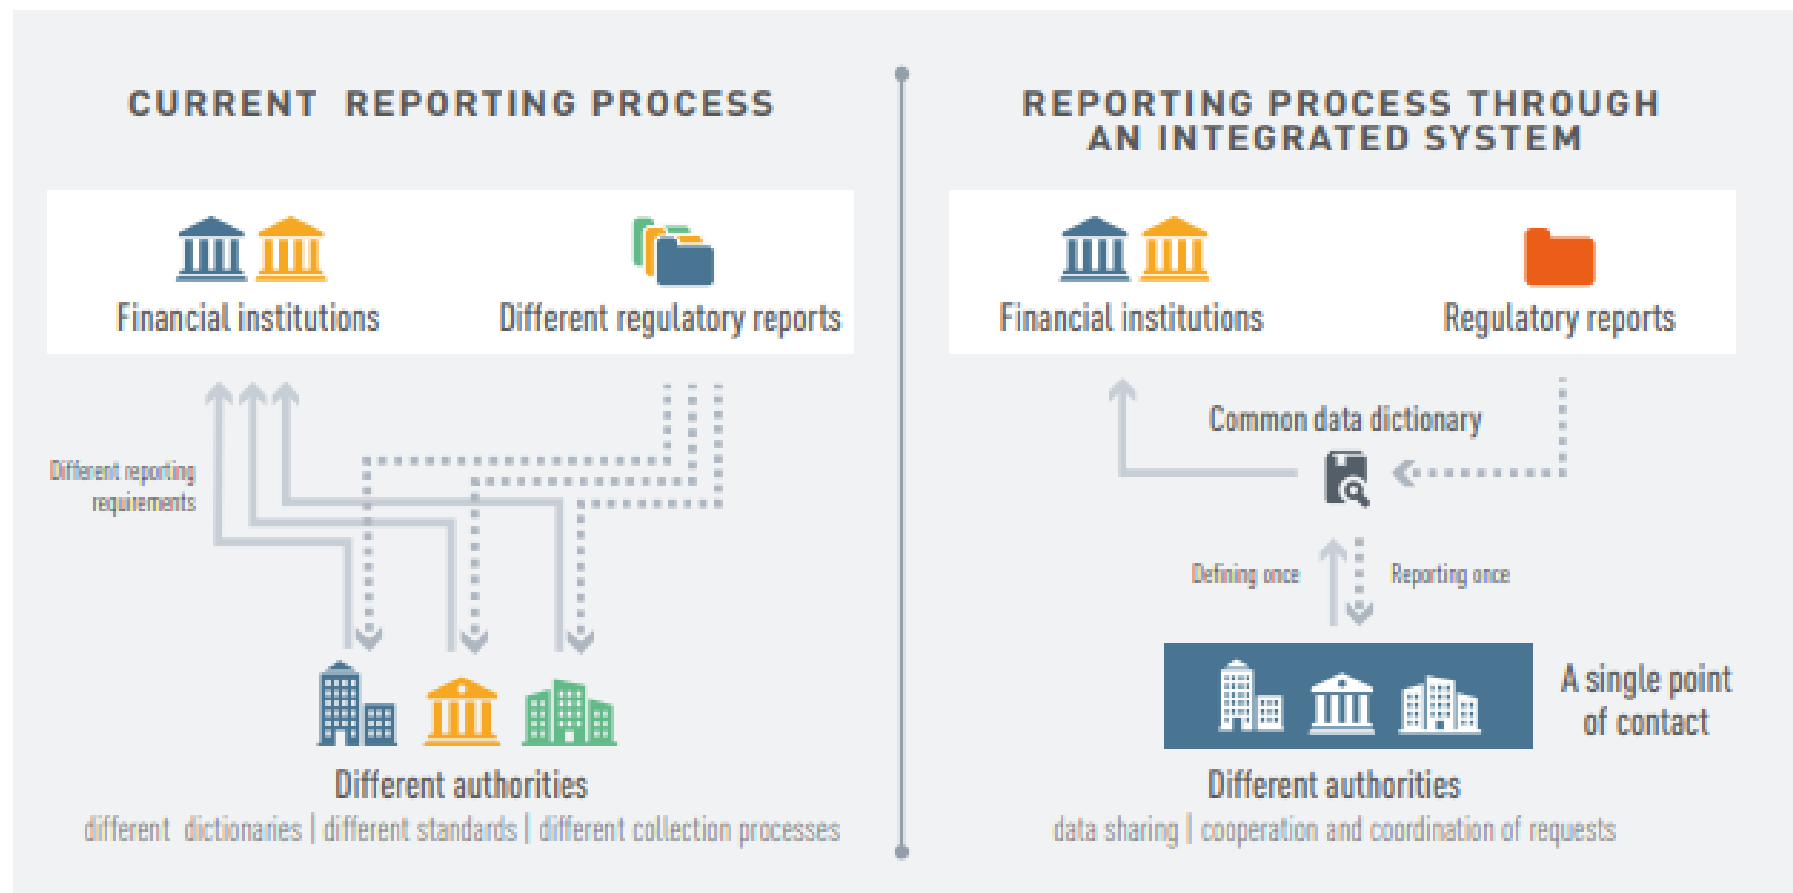 CURRENT REPORTING PROCESS
Financial institutions
Different regulatory reports
Different reporting
requirements
Different authorities
different dictionaries | different standards | different collection processes
REPORTING PROCESS THROUGH
AN INTEGRATED SYSTEM
Financial institutions
Regulatory reports
Common data dictionary
Defining once
Reporting once
A single point
of contact
Different authorities
data sharing | cooperation and coordination of requests